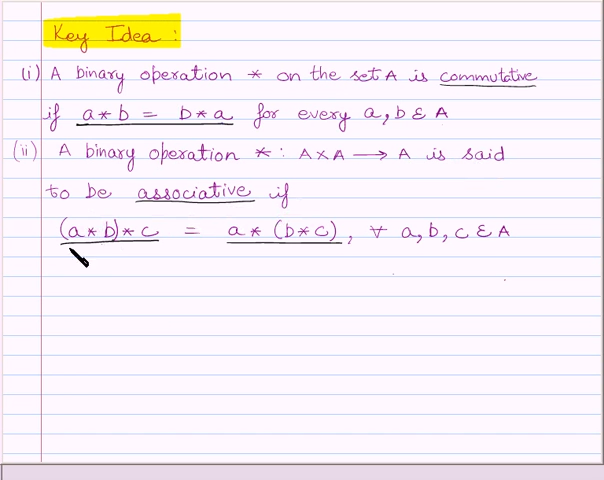 Key Idea :
(i) A binary operation * on the set A is commutative
if a * b = b * a for every a, b ε A
(ii) A binary operation * : A × A → A is said
to be associative if
(a * b) * c = a * (b * c), ∀ a, b, c ε A